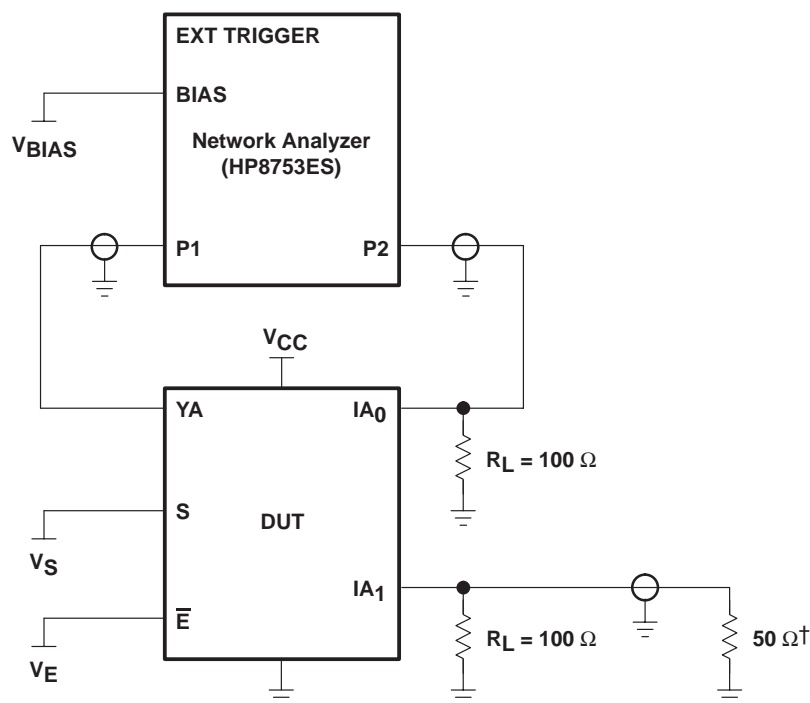 EXT TRIGGER
BIAS
VBIAS
Network Analyzer
(HP8753ES)
P1
P2
VCC
YA
IA0
RL = 100 Ω
S
DUT
VS
IA1
E̅
RL = 100 Ω
50 Ω†
VE